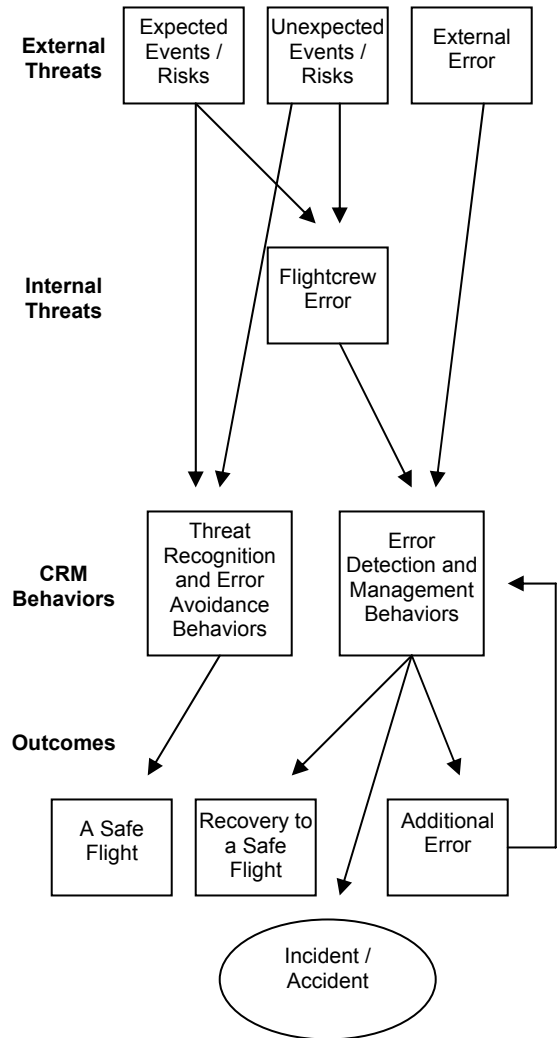 External
Threats
Expected
Events /
Risks
Unexpected
Events /
Risks
External
Error
Internal
Threats
Flightcrew
Error
CRM
Behaviors
Threat
Recognition
and Error
Avoidance
Behaviors
Error
Detection and
Management
Behaviors
Outcomes
A Safe
Flight
Recovery to
a Safe
Flight
Additional
Error
Incident /
Accident